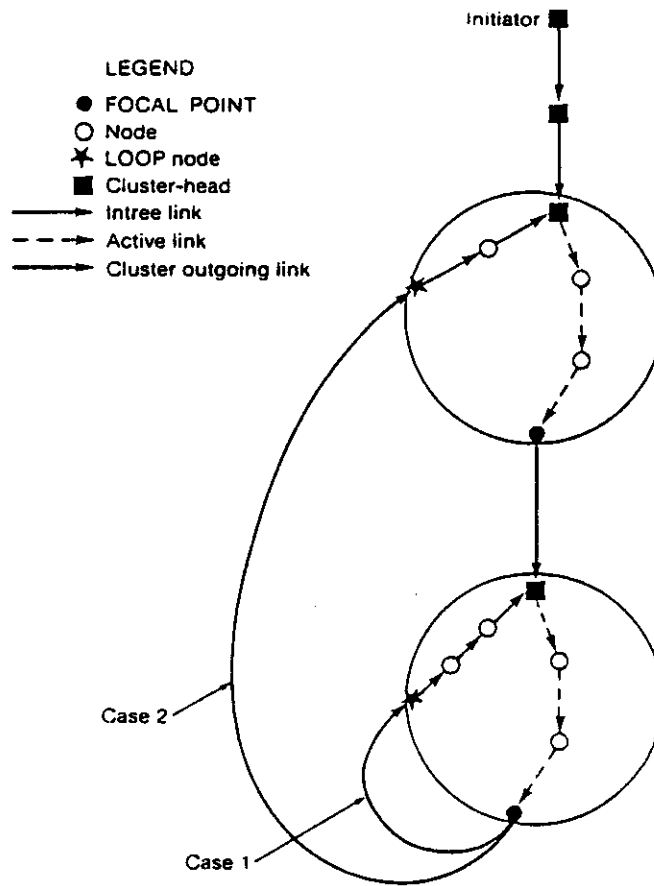 Initiator
LEGEND
FOCAL POINT
Node
LOOP node
Cluster-head
Intree link
Active link
Cluster outgoing link
Case 2
Case 1